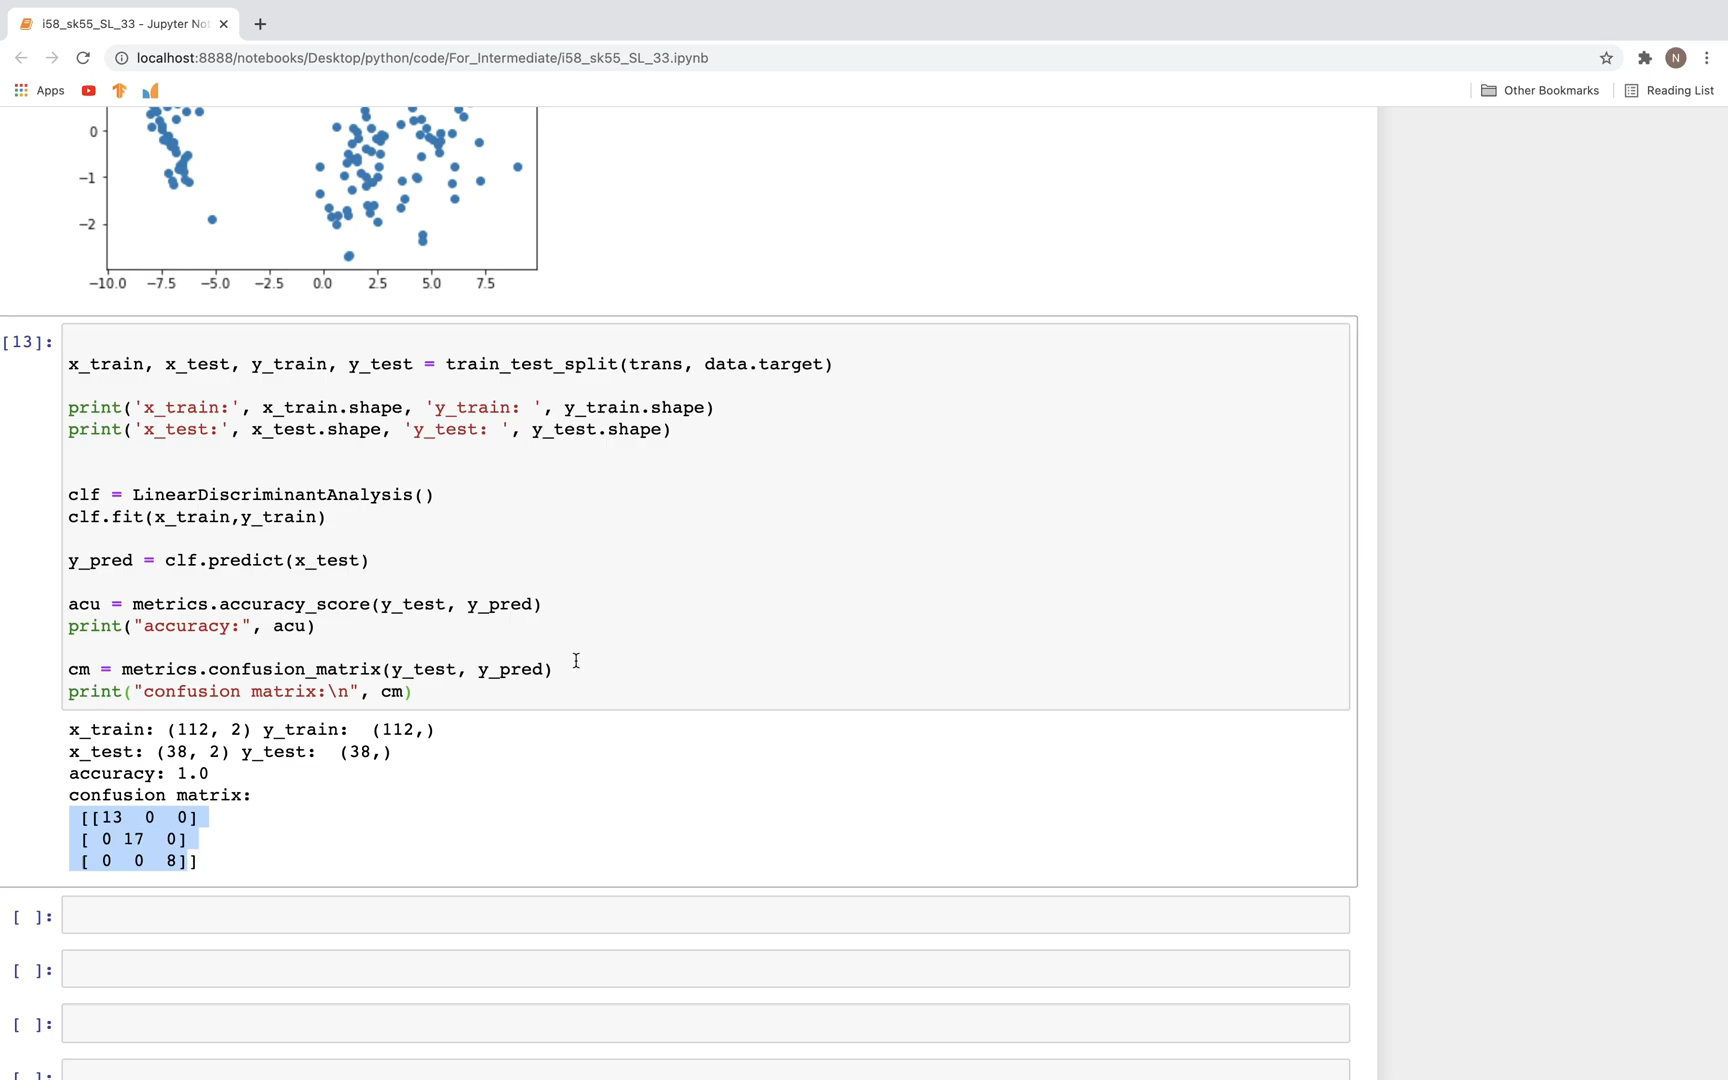 i58_sk55_SL_33 - Jupyter No
localhost:8888/notebooks/Desktop/python/code/For_Intermediate/i58_sk55_SL_33.ipynb
N
Apps
Other Bookmarks
Reading List
0
−1
−2
−10.0 −7.5 −5.0 −2.5 0.0 2.5 5.0 7.5
[13]:
x_train, x_test, y_train, y_test = train_test_split(trans, data.target)
print('x_train:', x_train.shape, 'y_train: ', y_train.shape)
print('x_test:', x_test.shape, 'y_test: ', y_test.shape)
clf = LinearDiscriminantAnalysis()
clf.fit(x_train,y_train)
y_pred = clf.predict(x_test)
acu = metrics.accuracy_score(y_test, y_pred)
print("accuracy:", acu)
cm = metrics.confusion_matrix(y_test, y_pred)
print("confusion matrix:\n", cm)
x_train: (112, 2) y_train:  (112,)
x_test: (38, 2) y_test:  (38,)
accuracy: 1.0
confusion matrix:
[[13  0  0]
[ 0 17  0]
[ 0  0  8]]
[ ]:
[ ]:
[ ]:
[ ]: